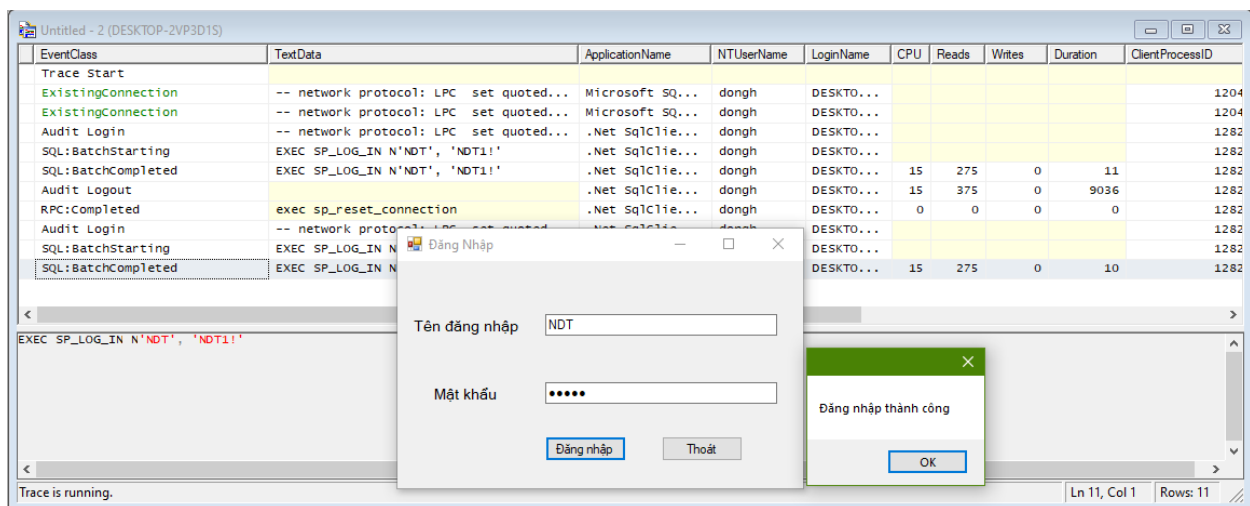 Untitled - 2 (DESKTOP-2VP3D1S)
EventClass TextData ApplicationName NTUserName LoginName CPU Reads Writes Duration ClientProcessID
Trace Start
ExistingConnection -- network protocol: LPC set quoted... Microsoft SQ... dongh DESKTO... 1204
ExistingConnection -- network protocol: LPC set quoted... Microsoft SQ... dongh DESKTO... 1204
Audit Login -- network protocol: LPC set quoted... .Net SqlClie... dongh DESKTO... 1282
SQL:BatchStarting EXEC SP_LOG_IN N'NDT', 'NDT1!' .Net SqlClie... dongh DESKTO... 1282
SQL:BatchCompleted EXEC SP_LOG_IN N'NDT', 'NDT1!' .Net SqlClie... dongh DESKTO... 15 275 0 11 1282
Audit Logout .Net SqlClie... dongh DESKTO... 15 375 0 9036 1282
RPC:Completed exec sp_reset_connection .Net SqlClie... dongh DESKTO... 0 0 0 0 1282
Audit Login -- network DESKTO... 1282
SQL:BatchStarting EXEC SP_LOG_IN N DESKTO... 1282
SQL:BatchCompleted EXEC SP_LOG_IN N DESKTO... 15 275 0 10 1282
EXEC SP_LOG_IN N'NDT', 'NDT1!'
Đăng Nhập
Tên đăng nhập NDT
Mật khẩu •••••
Đăng nhập Thoát
Đăng nhập thành công
OK
Trace is running. Ln 11, Col 1 Rows: 11